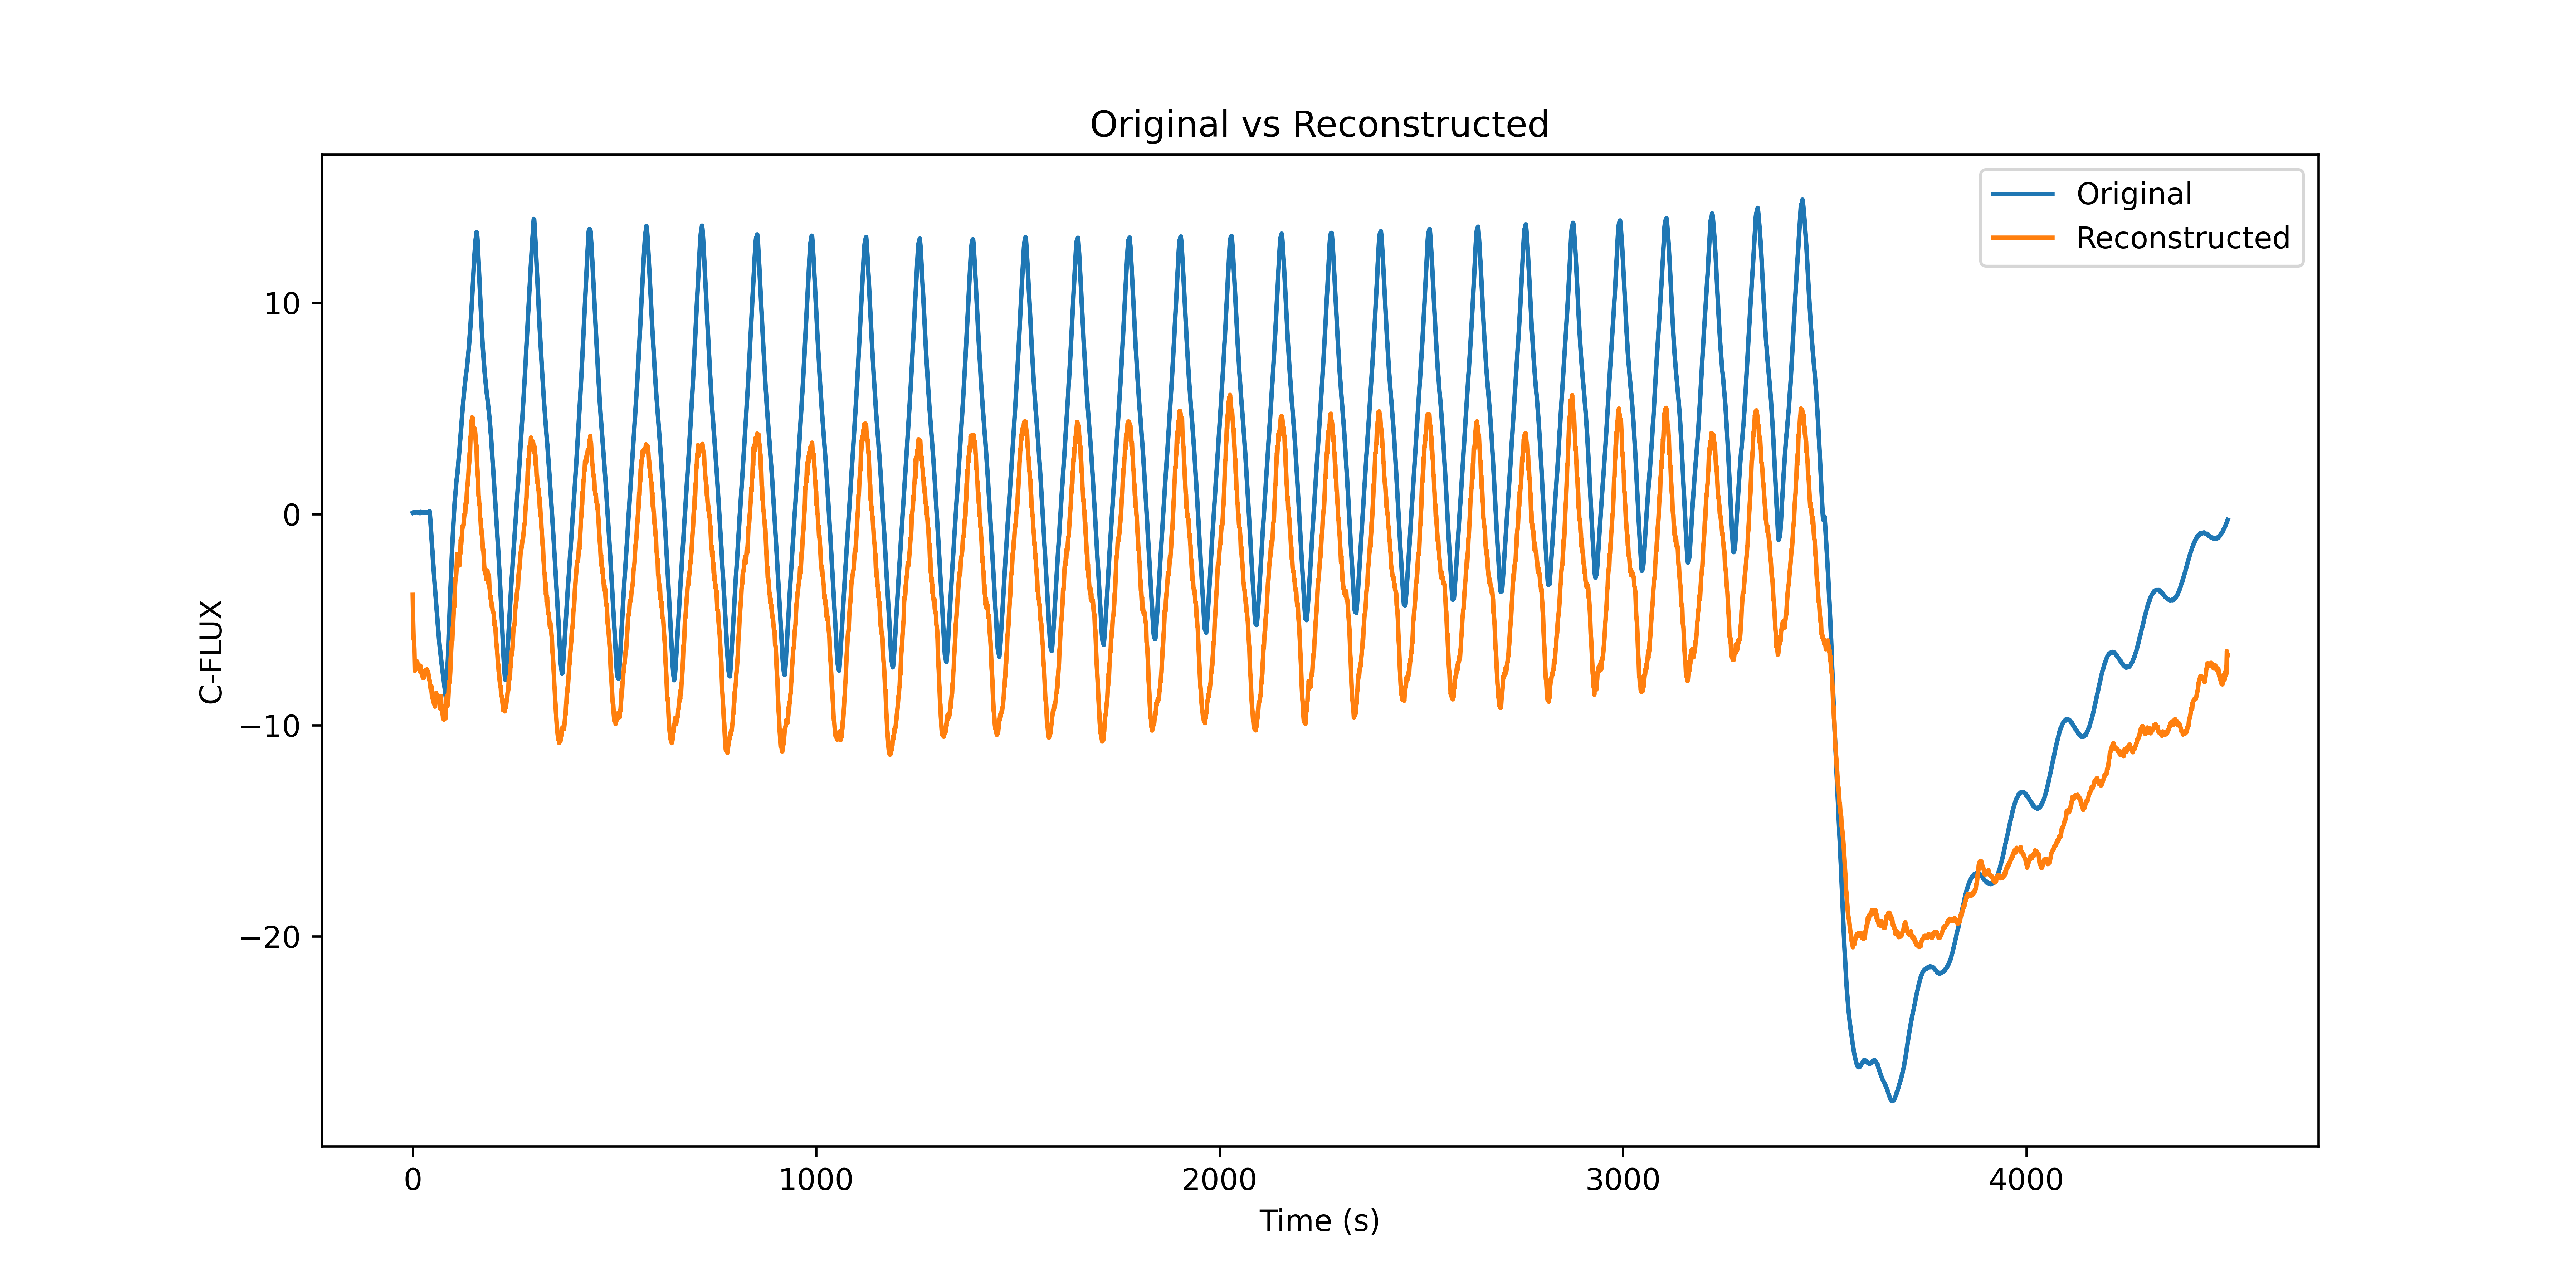 Original vs Reconstructed
Original
Reconstructed
C-FLUX
10
0
−10
−20
0
1000
2000
3000
4000
Time (s)